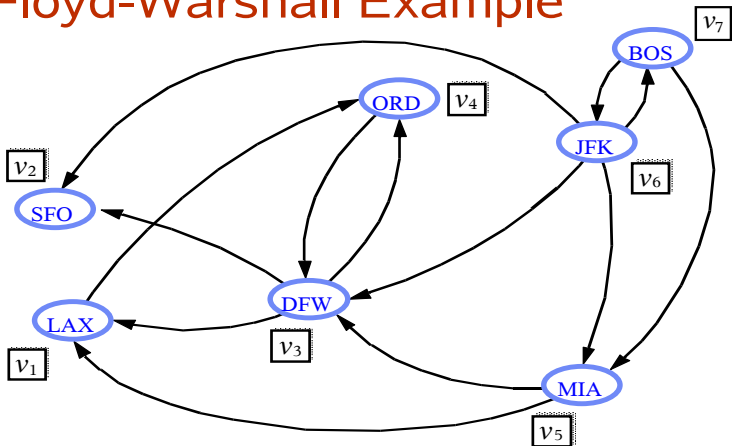 Floyd-Warshall Example
v7
BOS
ORD
v4
JFK
v6
v2
SFO
DFW
v3
LAX
v1
MIA
v5